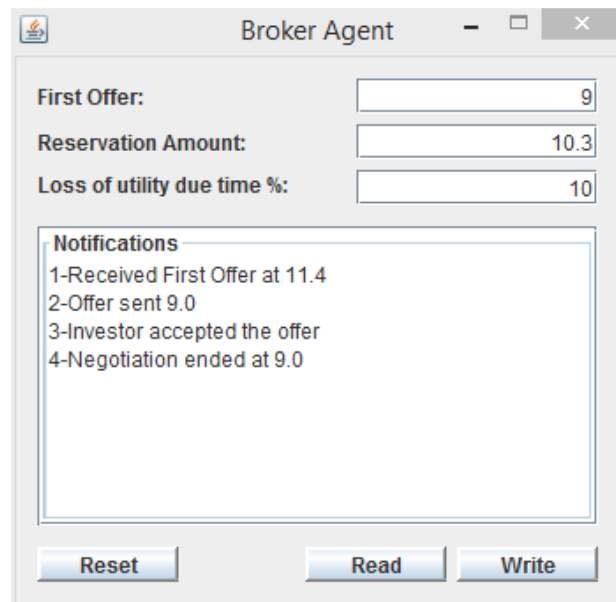 Broker Agent
First Offer: 9
Reservation Amount: 10.3
Loss of utility due time %: 10
Notifications
1-Received First Offer at 11.4
2-Offer sent 9.0
3-Investor accepted the offer
4-Negotiation ended at 9.0
Reset Read Write